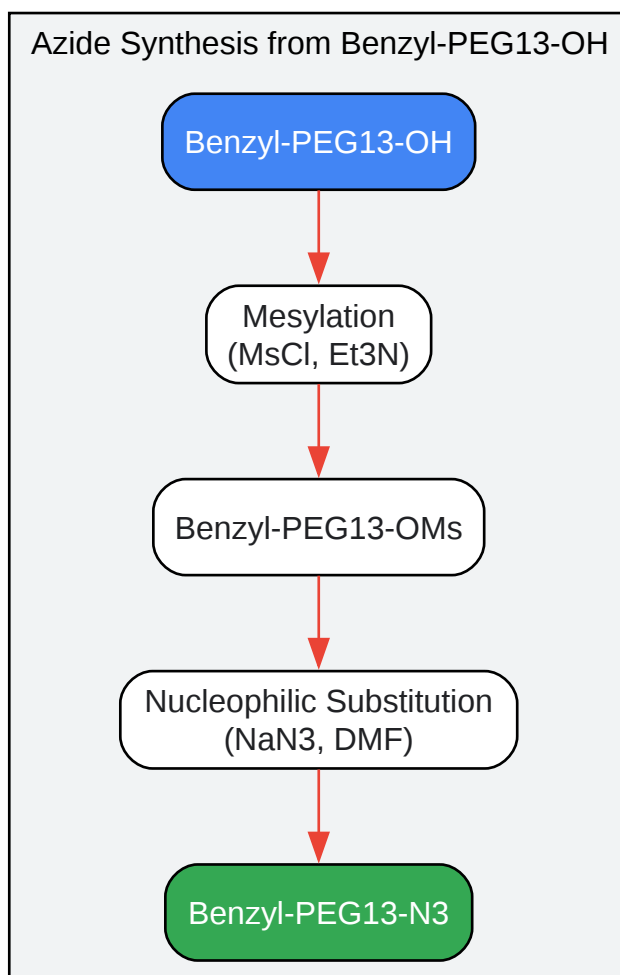 Azide Synthesis from Benzyl-PEG13-OH
Benzyl-PEG13-OH
Mesylation
(MsCl, Et3N)
Benzyl-PEG13-OMs
Nucleophilic Substitution
(NaN3, DMF)
Benzyl-PEG13-N3